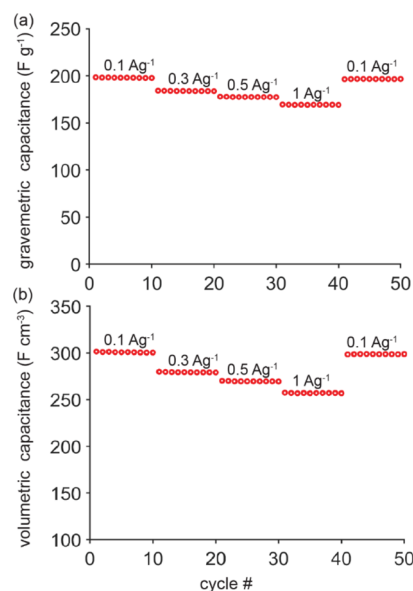 (a)
gravemetric capacitance (F g⁻¹)
250
200
150
100
50
0
0.1 Ag⁻¹
0.3 Ag⁻¹
0.5 Ag⁻¹
1 Ag⁻¹
0.1 Ag⁻¹
0 10 20 30 40 50
(b)
volumetric capacitance (F cm⁻³)
350
300
250
200
150
100
0.1 Ag⁻¹
0.3 Ag⁻¹
0.5 Ag⁻¹
1 Ag⁻¹
0.1 Ag⁻¹
0 10 20 30 40 50
cycle #